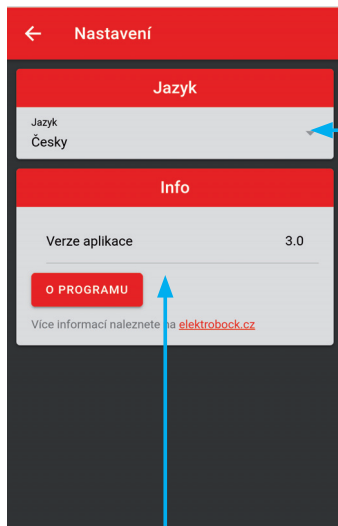 Nastavení
Jazyk
Jazyk
Česky
Info
Verze aplikace 3.0
O PROGRAMU
Více informací naleznete na elektrobock.cz